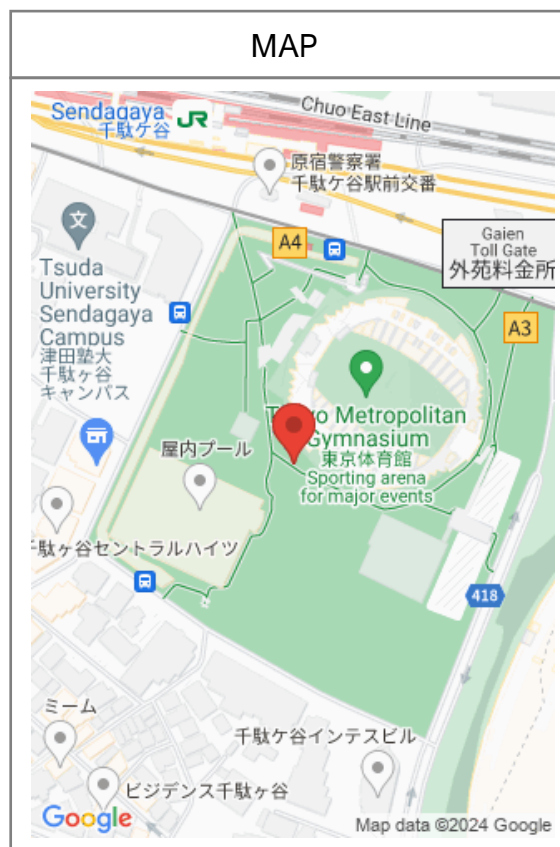 MAP
Sendagaya
千駄ケ谷
JR
Chuo East Line
原宿警察署
千駄ケ谷駅前交番
Gaien
Toll Gate
外苑料金所
A4
A3
文
Tsuda
University
Sendagaya
Campus
津田塾大
千駄ヶ谷
キャンパス
Metropolitan
Gymnasium
東京体育館
Sporting arena
for major events
屋内プール
千駄ヶ谷セントラルハイツ
418
ミーム
千駄ケ谷インテスビル
ビジデンス千駄ヶ谷
Google
Map data ©2024 Google